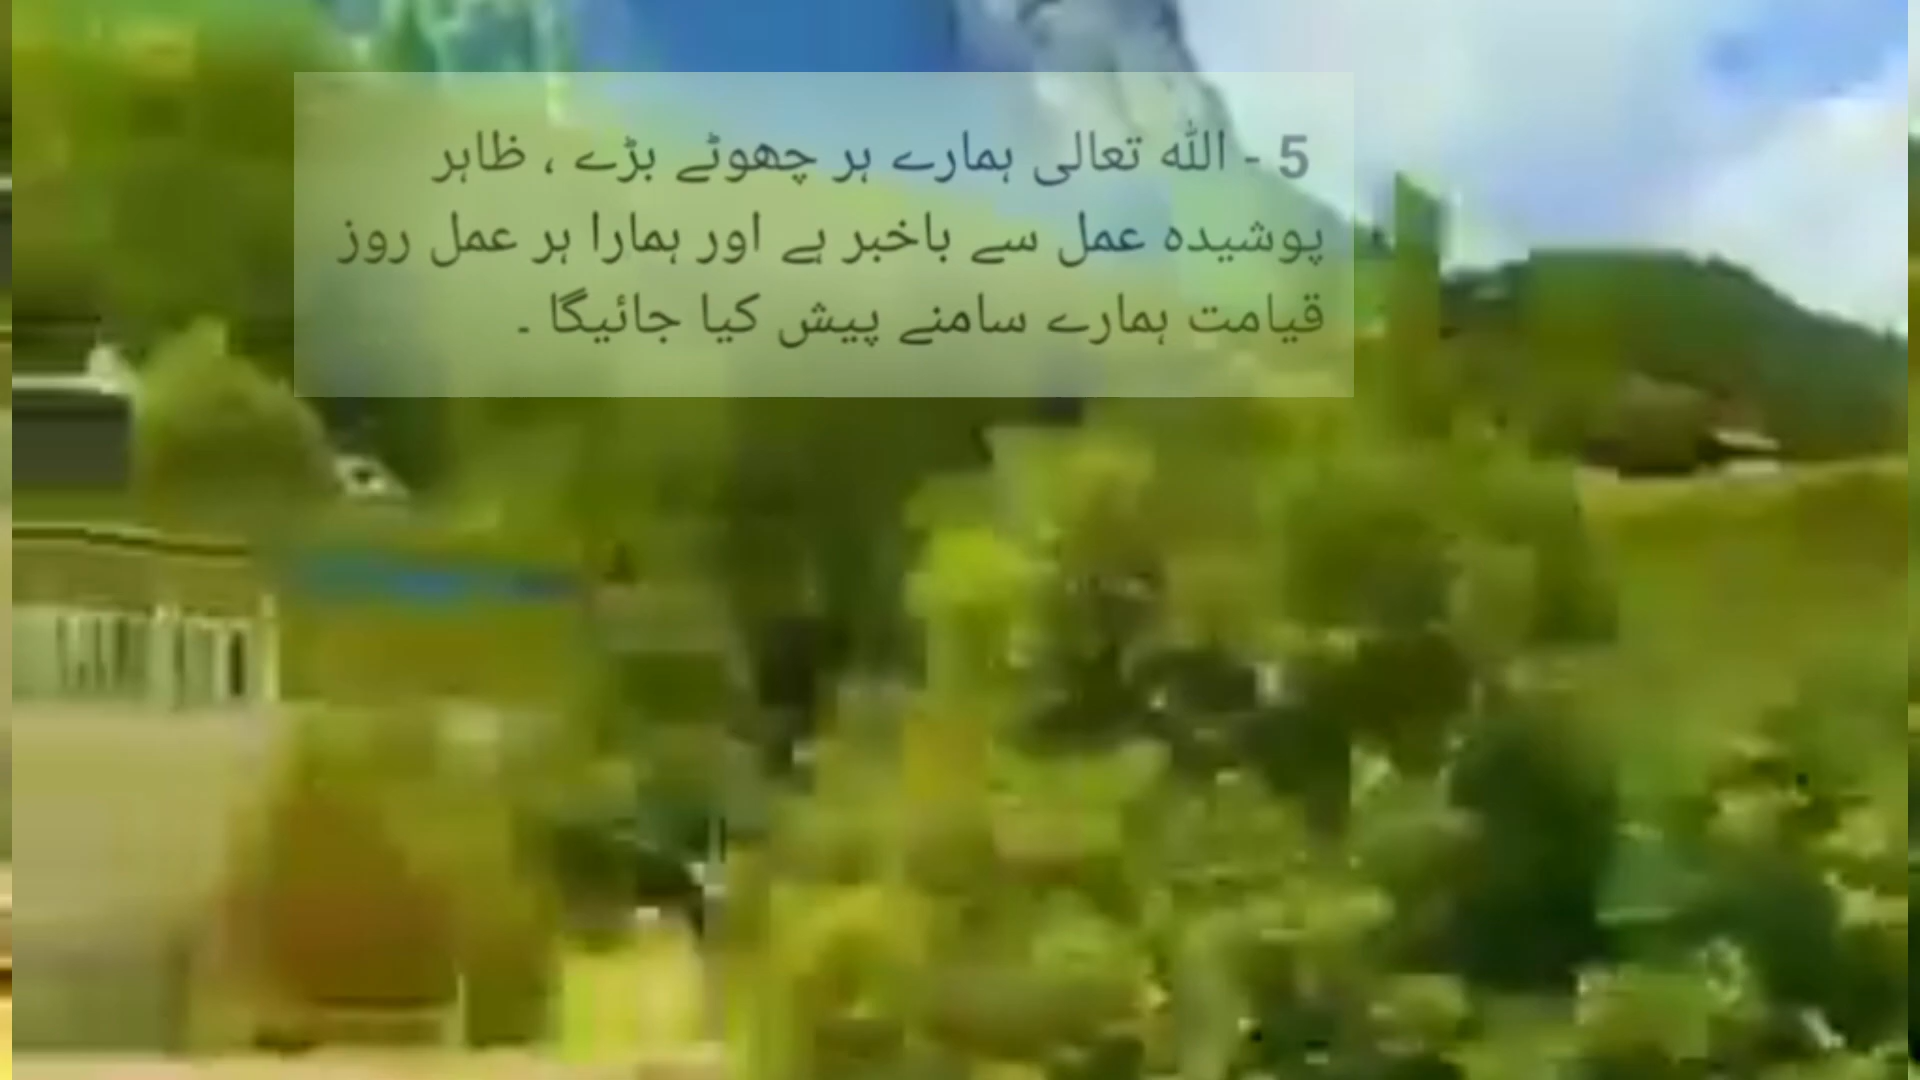 5 - اللّٰہ تعالی ہمارے ہر چھوٹے بڑے ، ظاہر
پوشیدہ عمل سے باخبر ہے اور ہمارا ہر عمل روز
قیامت ہمارے سامنے پیش کیا جائیگا ۔